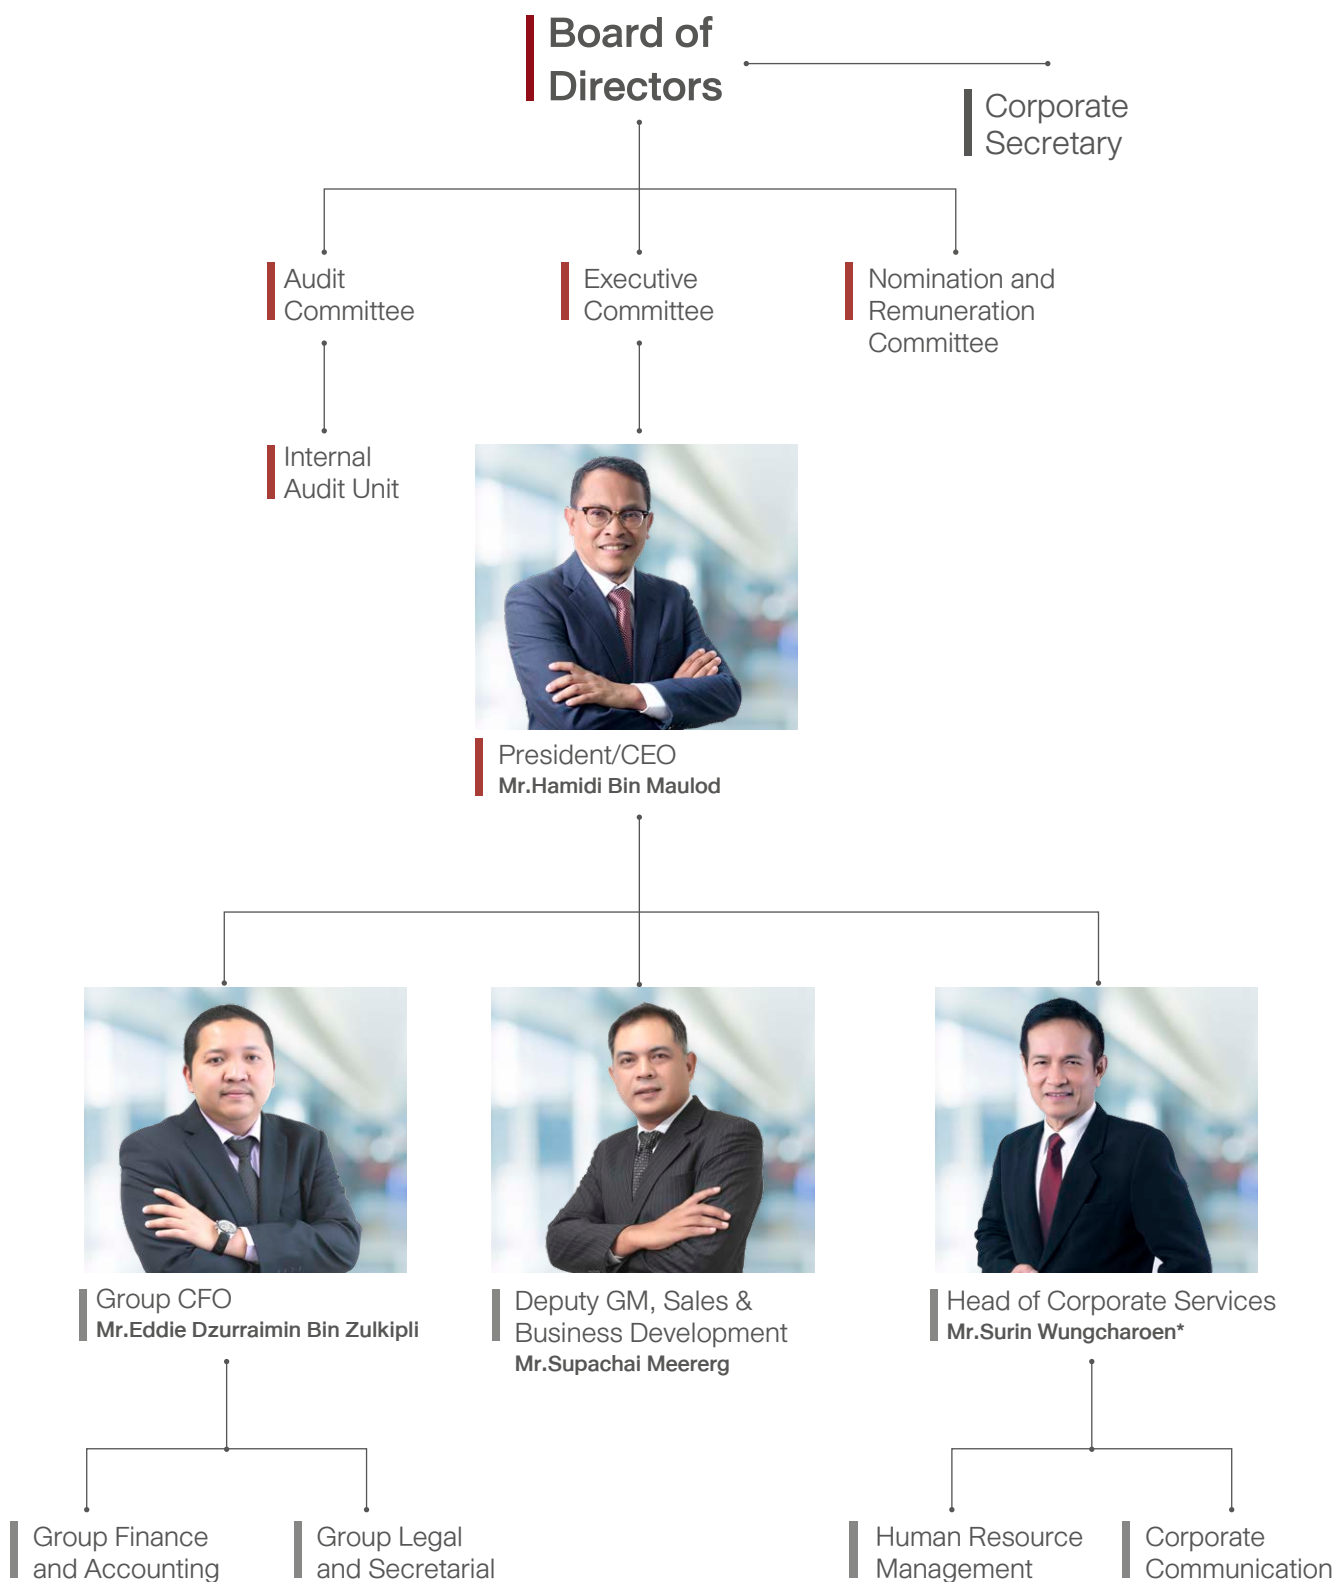 Board of
Directors
Corporate
Secretary
Audit
Committee
Executive
Committee
Nomination and
Remuneration
Committee
Internal
Audit Unit
President/CEO
Mr.Hamidi Bin Maulod
Group CFO
Mr.Eddie Dzurraimin Bin Zulkipli
Deputy GM, Sales &
Business Development
Mr.Supachai Meererg
Head of Corporate Services
Mr.Surin Wungcharoen*
Group Finance
and Accounting
Group Legal
and Secretarial
Human Resource
Management
Corporate
Communication